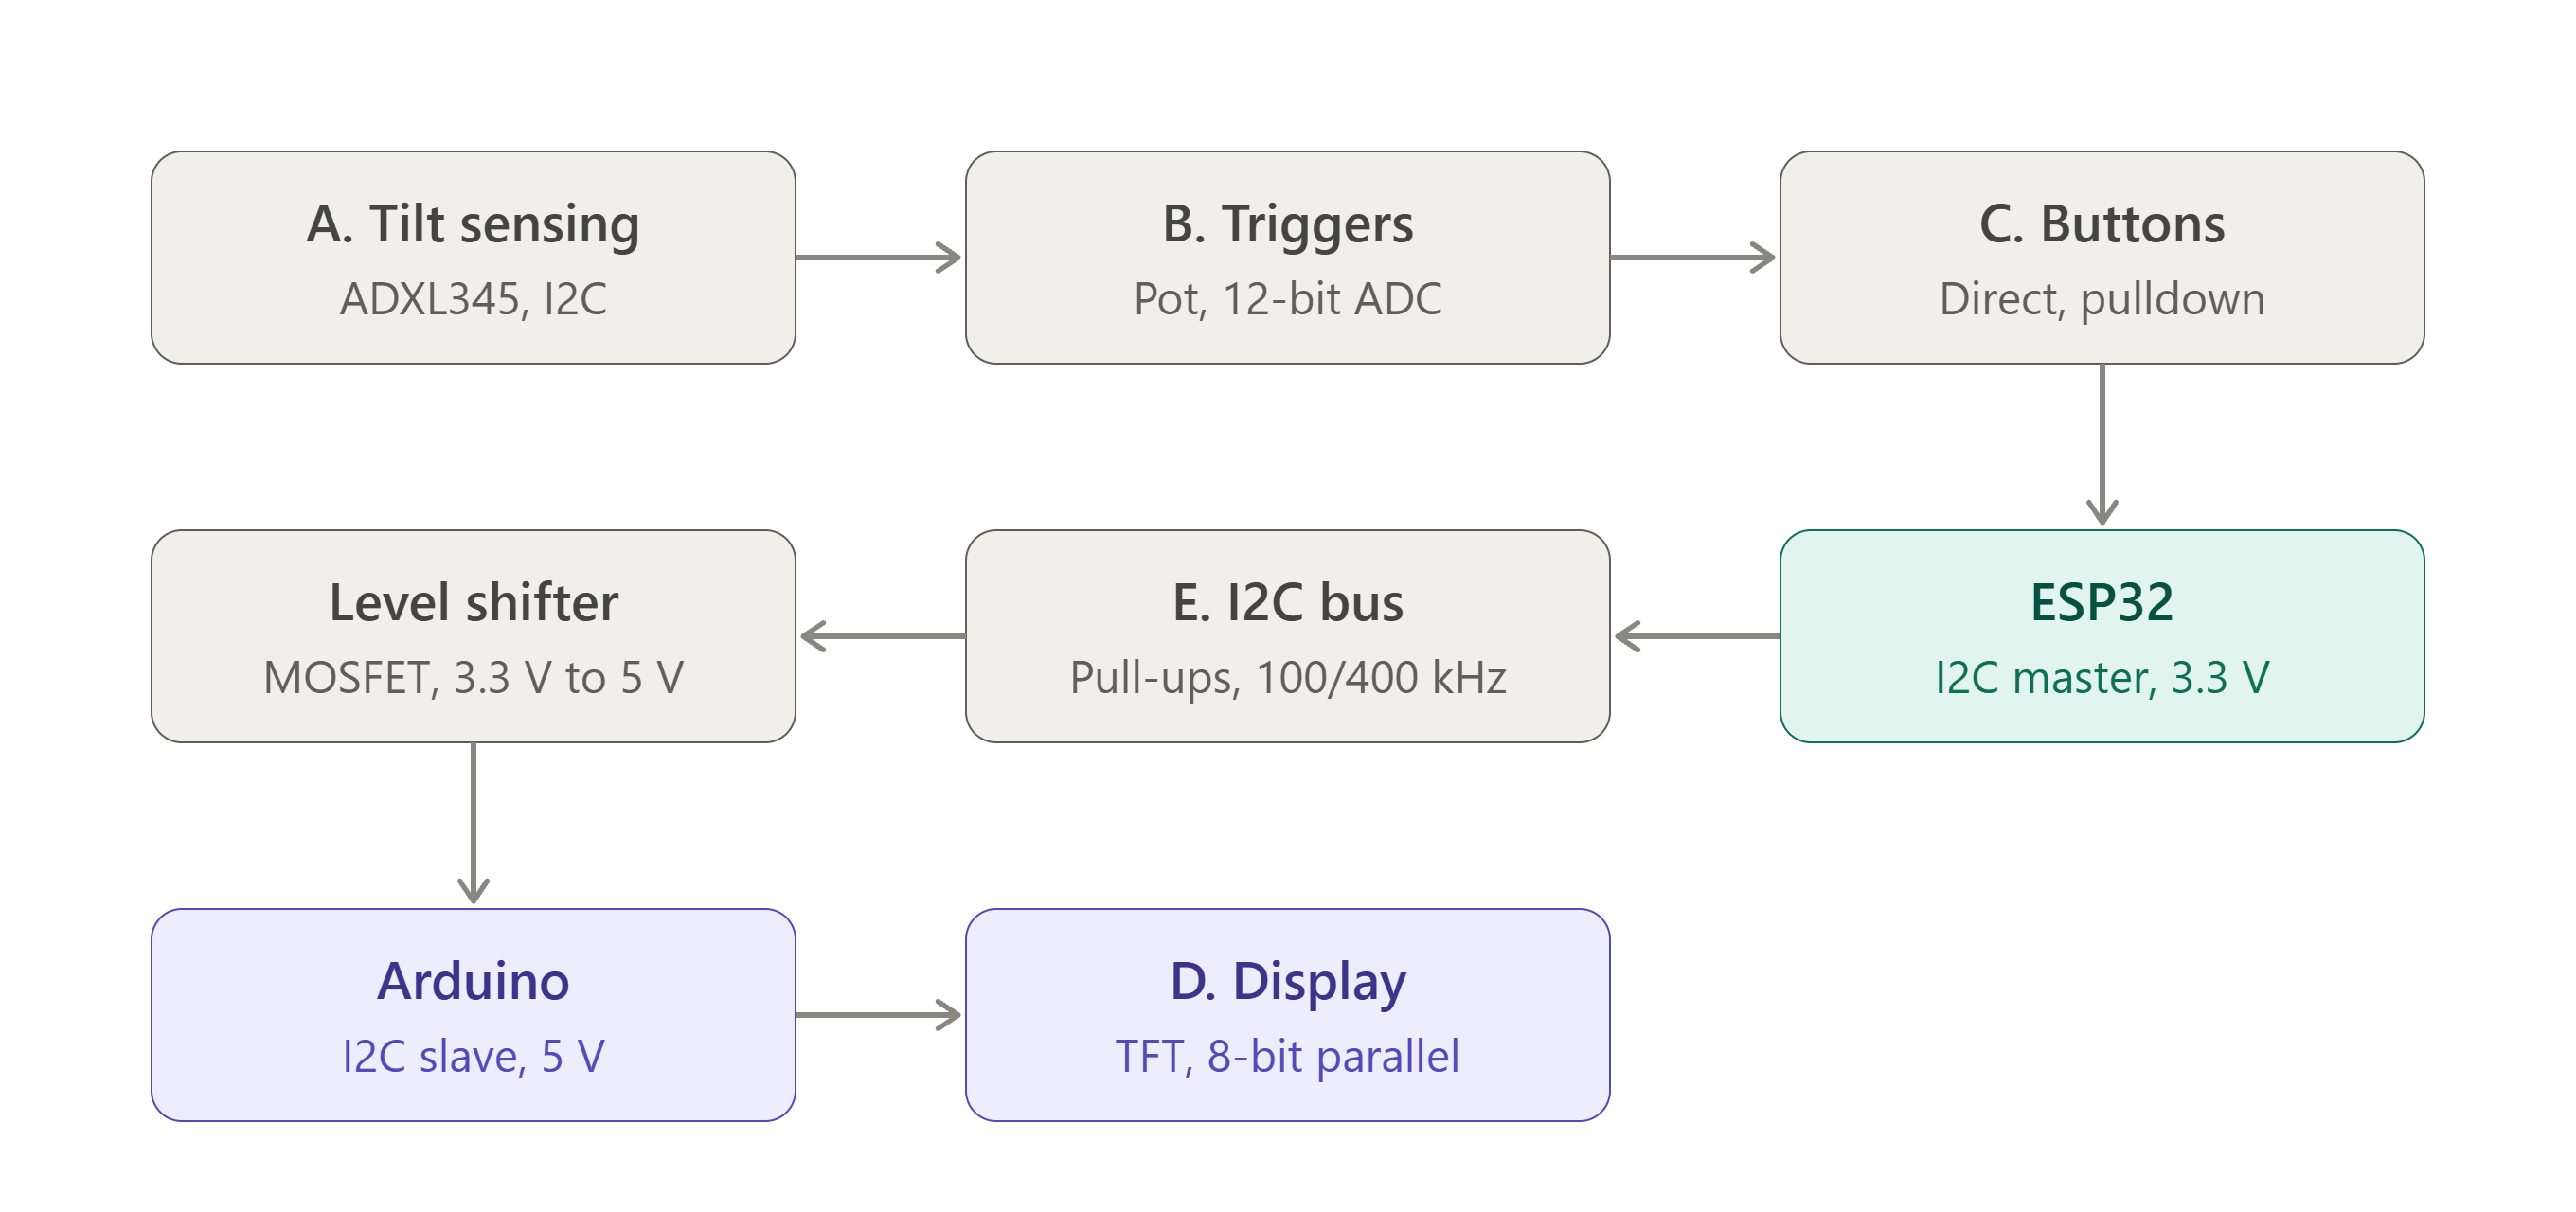 A. Tilt sensing
ADXL345, I2C
B. Triggers
Pot, 12-bit ADC
C. Buttons
Direct, pulldown
Level shifter
MOSFET, 3.3 V to 5 V
E. I2C bus
Pull-ups, 100/400 kHz
ESP32
I2C master, 3.3 V
Arduino
I2C slave, 5 V
D. Display
TFT, 8-bit parallel